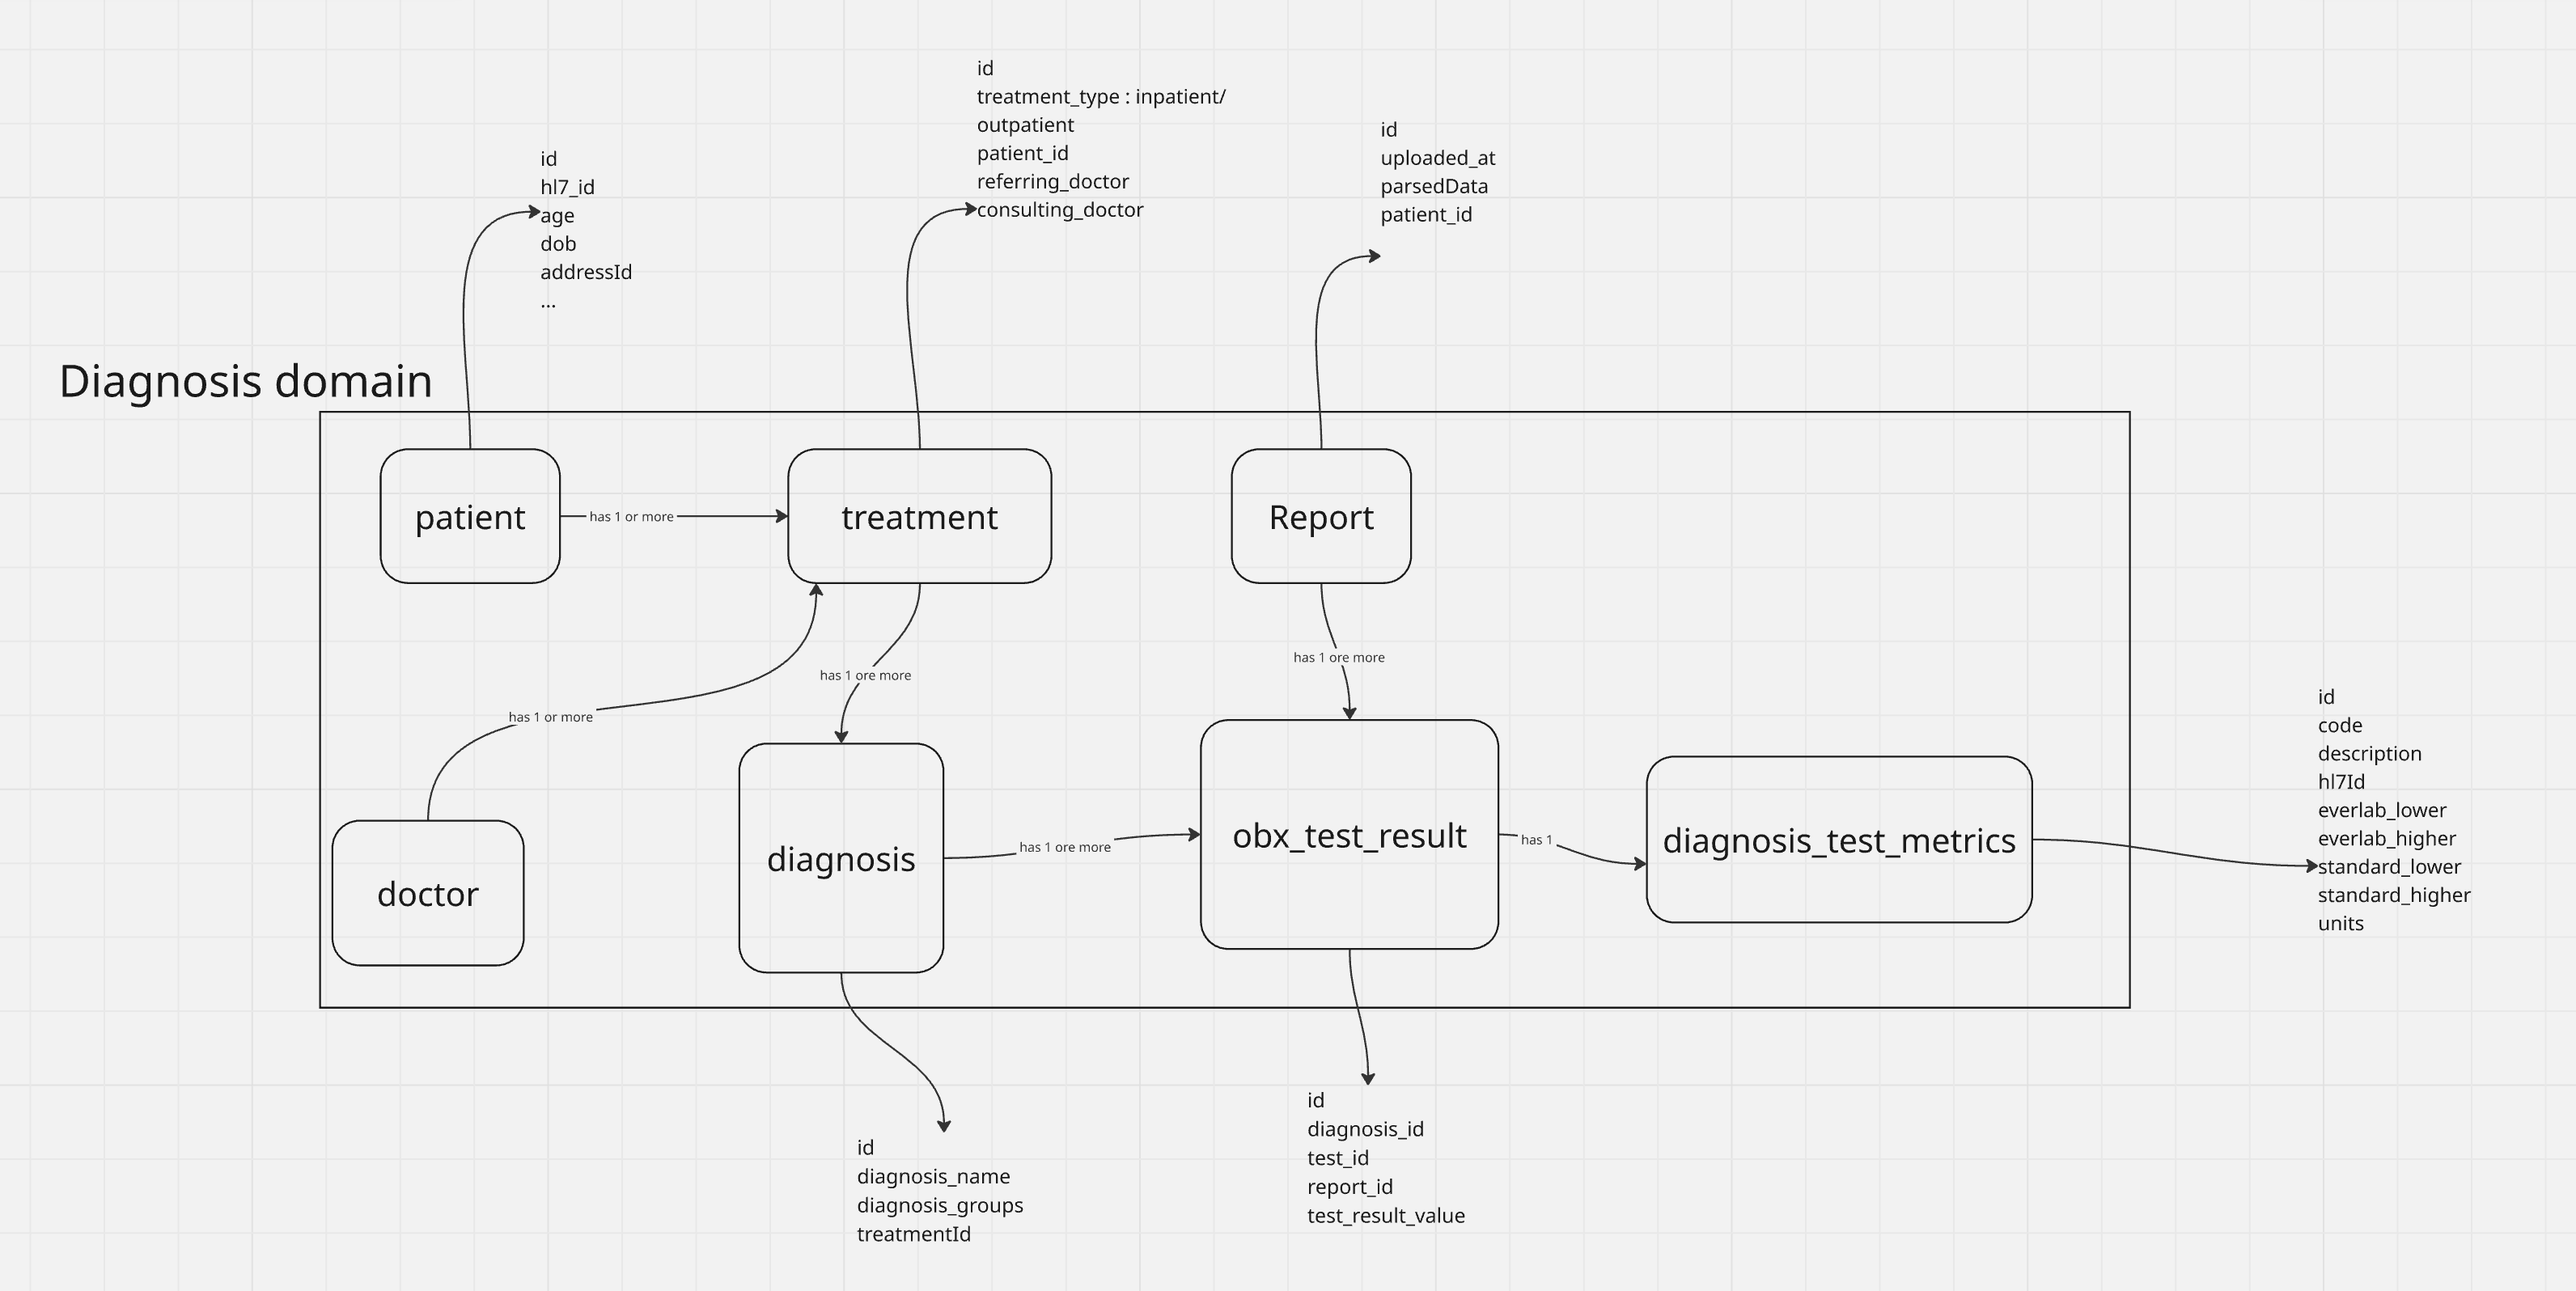 id
treatment_type : inpatient/
outpatient
patient_id
referring_doctor
consulting_doctor
id
uploaded_at
parsedData
patient_id
id
hl7_id
age
dob
addressId
...
Diagnosis domain
patient
has 1 or more
treatment
Report
has 1 or more
has 1 ore more
has 1 ore more
doctor
diagnosis
has 1 ore more
obx_test_result
has 1
diagnosis_test_metrics
id
code
description
hl7Id
everlab_lower
everlab_higher
standard_lower
standard_higher
units
id
diagnosis_name
diagnosis_groups
treatmentId
id
diagnosis_id
test_id
report_id
test_result_value